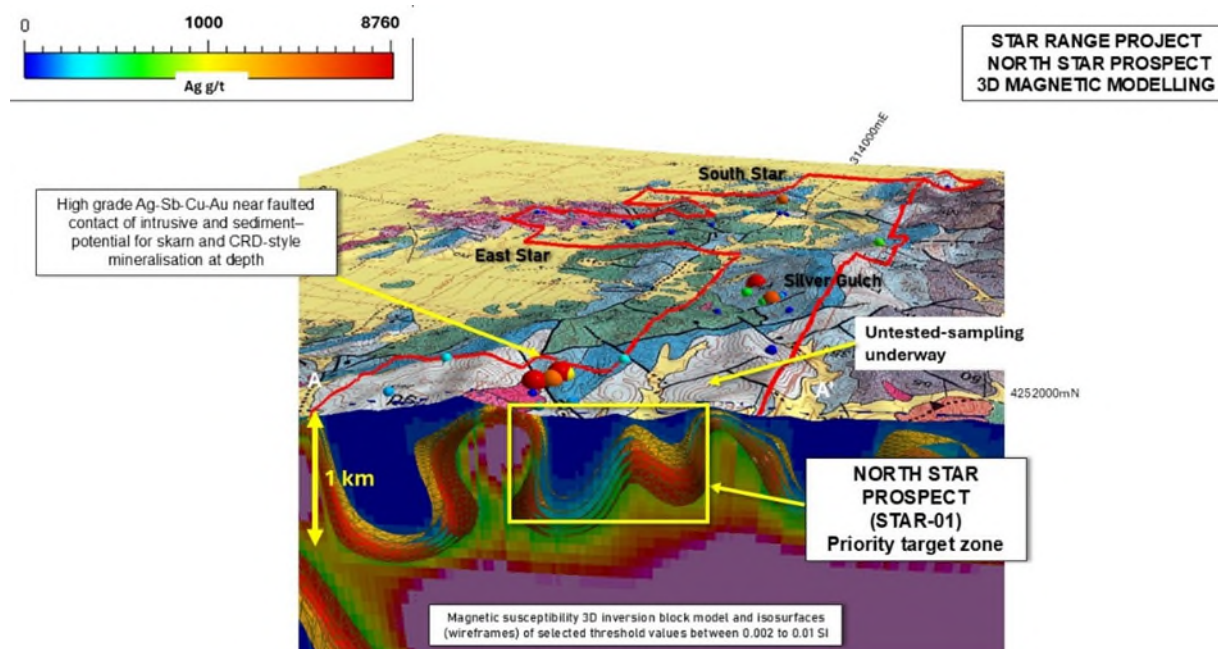 0 1000 8760
Ag g/t
STAR RANGE PROJECT
NORTH STAR PROSPECT
3D MAGNETIC MODELLING
314000mE
South Star
High grade Ag-Sb-Cu-Au near faulted
contact of intrusive and sediment–
potential for skarn and CRD-style
mineralisation at depth
East Star
Silver Gulch
Untested-sampling
underway
A
A'
4252000mN
1 km
NORTH STAR
PROSPECT
(STAR-01)
Priority target zone
Magnetic susceptibility 3D inversion block model and isosurfaces
(wireframes) of selected threshold values between 0.002 to 0.01 SI